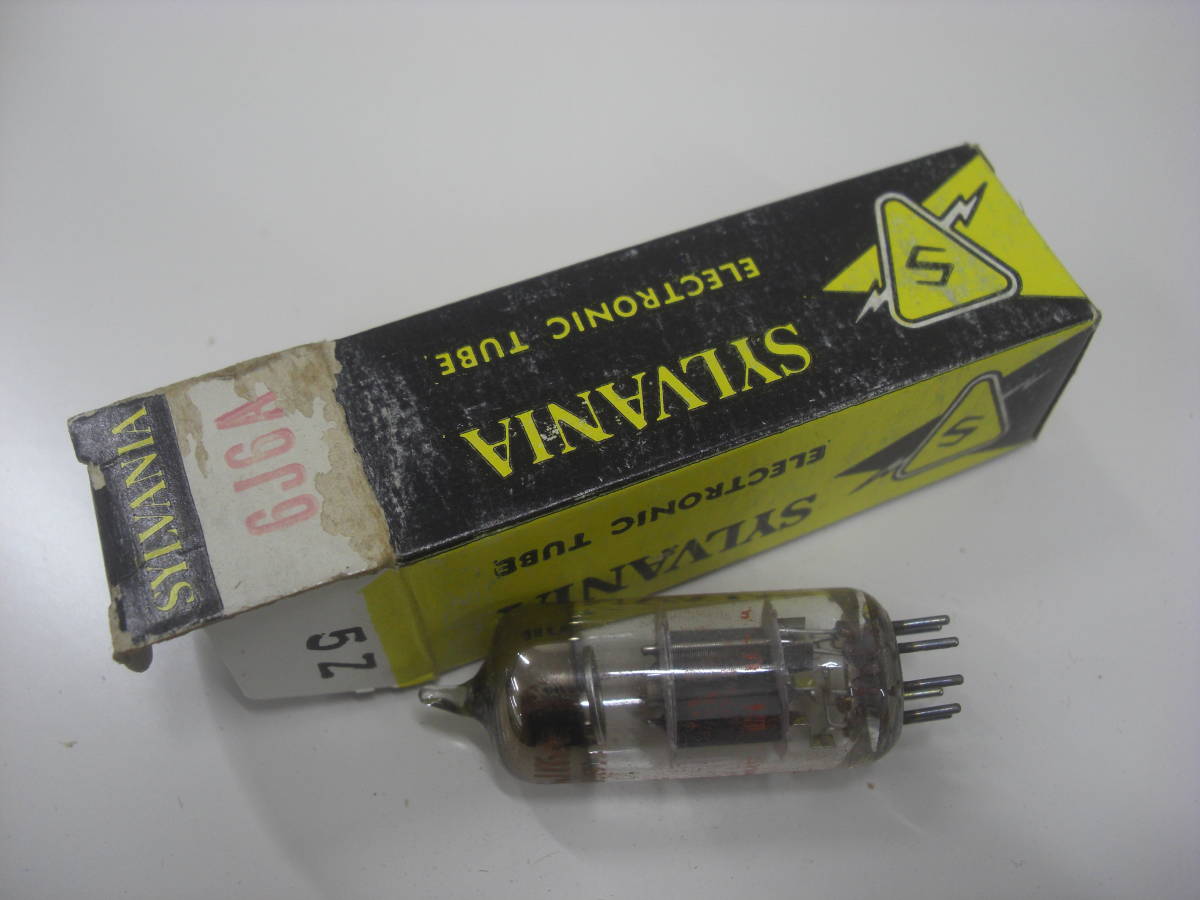 SYLVANIA
ELECTRONIC TUBE
S
SYLVANIA
6J6A
SYLVANIA
ELECTRONIC TUBE
S
52